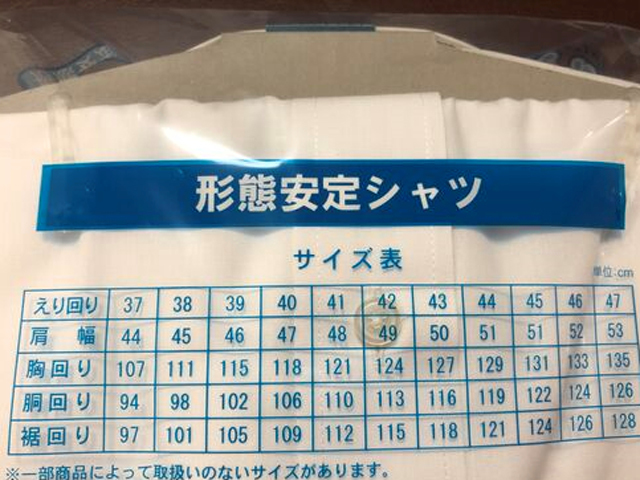 形態安定シャツ
サイズ表
単位:cm
えり回り 37 38 39 40 41 42 43 44 45 46 47
肩幅 44 45 46 47 48 49 50 51 51 52 53
胸回り 107 111 115 118 121 124 127 129 131 133 135
胴回り 94 98 102 106 110 113 116 119 122 124 126
裾回り 97 101 105 109 112 115 118 121 124 126 128
※一部商品によって取扱いのないサイズがあります。